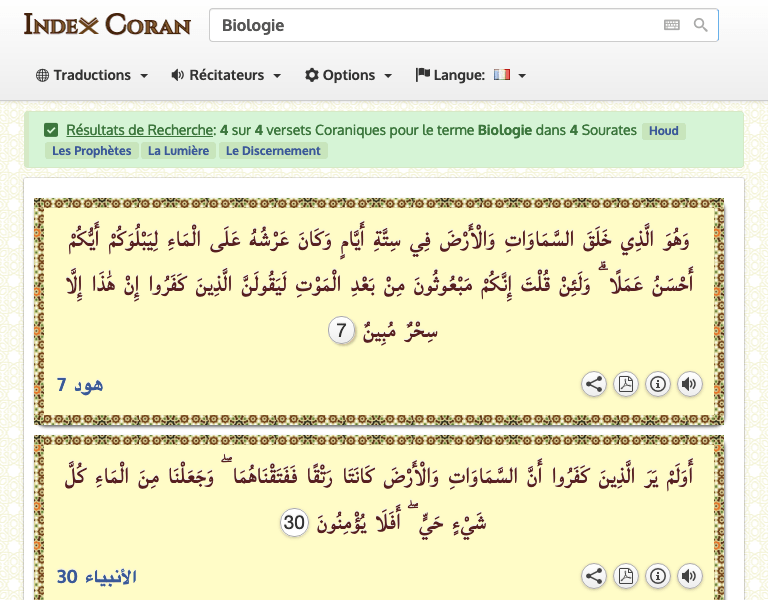 INDEX CORAN
Biologie
Traductions
Récitateurs
Options
Langue:
Résultats de Recherche: 4 sur 4 versets Coraniques pour le terme Biologie dans 4 Sourates Houd
Les Prophètes La Lumière Le Discernement
وَهُوَ الَّذِي خَلَقَ السَّمَاوَاتِ وَالْأَرْضَ فِي سِتَّةِ أَيَّامٍ وَكَانَ عَرْشُهُ عَلَى الْمَاءِ لِيَبْلُوَكُمْ أَيُّكُمْ
أَحْسَنُ عَمَلًا ۗ وَلَئِنْ قُلْتَ إِنَّكُمْ مَبْعُوثُونَ مِنْ بَعْدِ الْمَوْتِ لَيَقُولَنَّ الَّذِينَ كَفَرُوا إِنْ هَٰذَا إِلَّا
سِحْرٌ مُبِينٌ 7
هود 7
أَوَلَمْ يَرَ الَّذِينَ كَفَرُوا أَنَّ السَّمَاوَاتِ وَالْأَرْضَ كَانَتَا رَتْقًا فَفَتَقْنَاهُمَا ۖ وَجَعَلْنَا مِنَ الْمَاءِ كُلَّ
شَيْءٍ حَيٍّ ۖ أَفَلَا يُؤْمِنُونَ 30
الأنبياء 30